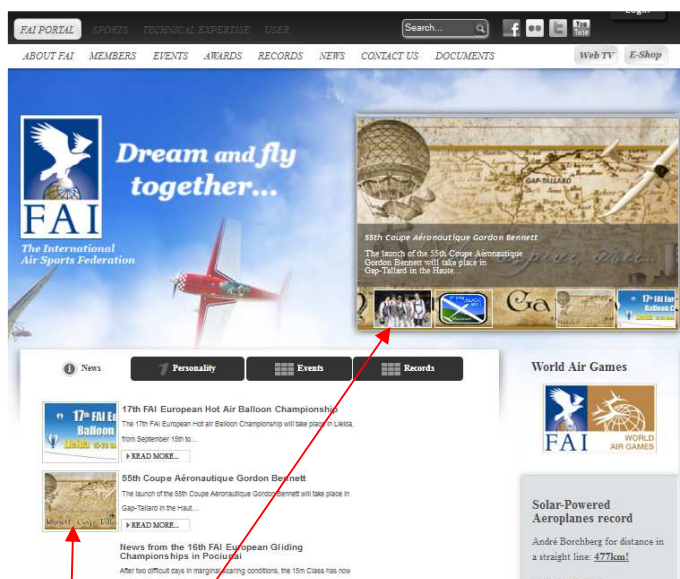 Login
FAI PORTAL SPORTS TECHNICAL EXPERTISE USER Search... You Tube
ABOUT FAI MEMBERS EVENTS AWARDS RECORDS NEWS CONTACT US DOCUMENTS Web TV E-Shop
Dream and fly
together...
FAI
The International
Air Sports Federation
GAP-TALLARD
55th Coupe Aéronautique Gordon Bennett
The launch of the 55th Coupe Aéronautique
Gordon Bennett will take place in
Gap-Tallard in the Haute...
Ga
17th FAI Eur
Balloon C
News Personality Events Records
17th FAI Eu
Balloon
17th FAI European Hot Air Balloon Championship
The 17th FAI European Hot air Balloon Championship will take place in Lleida,
from September 15th to...
READ MORE...
55th Coupe Aéronautique Gordon Bennett
The launch of the 55th Coupe Aéronautique Gordon Bennett will take place in
Gap-Tallard in the Haut...
READ MORE...
News from the 16th FAI European Gliding
Championships in Pociunai
After two difficult days in marginal soaring conditions, the 15m Class has now
World Air Games
FAI WORLD
AIR GAMES
Solar-Powered
Aeroplanes record
André Borchberg for distance in
a straight line: 477km!